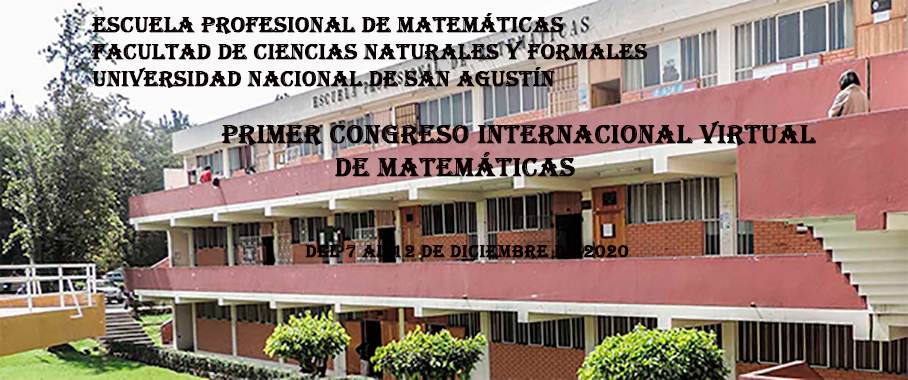 ESCUELA PROFESIONAL DE MATEMÁTICAS
FACULTAD DE CIENCIAS NATURALES Y FORMALES
UNIVERSIDAD NACIONAL DE SAN AGUSTÍN
ESCUELA
PRIMER CONGRESO INTERNACIONAL VIRTUAL
DE MATEMÁTICAS
DEL 7 AL 12 DE DICIEMBRE DE 2020